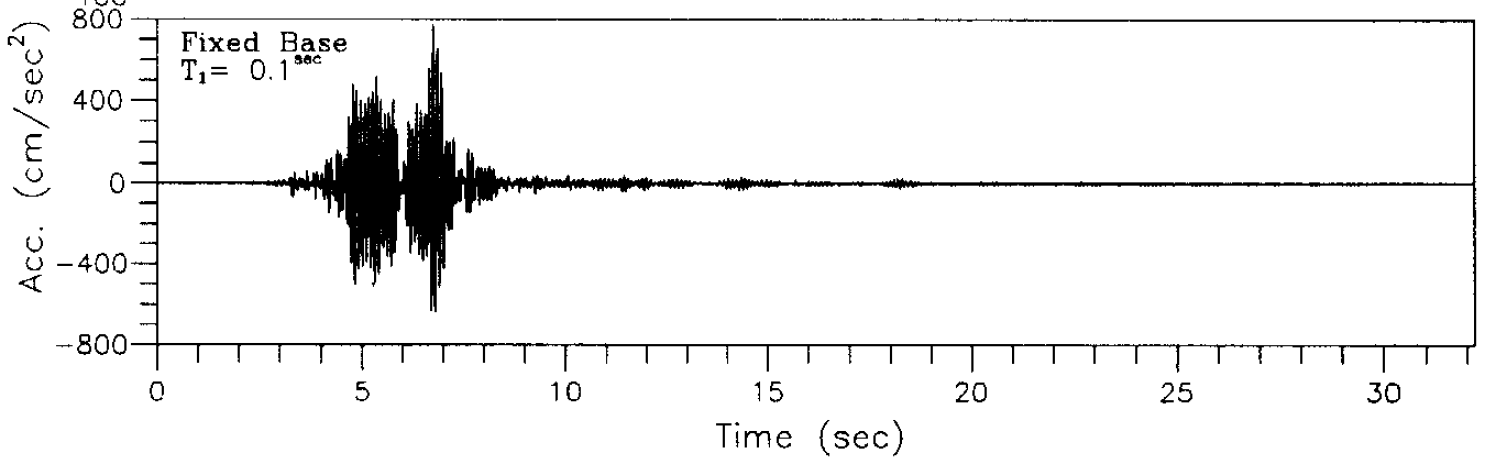 800
Fixed Base
T₁= 0.1ˢᵉᶜ
400
0
-400
-800
Acc. (cm/sec²)
0 5 10 15 20 25 30
Time (sec)